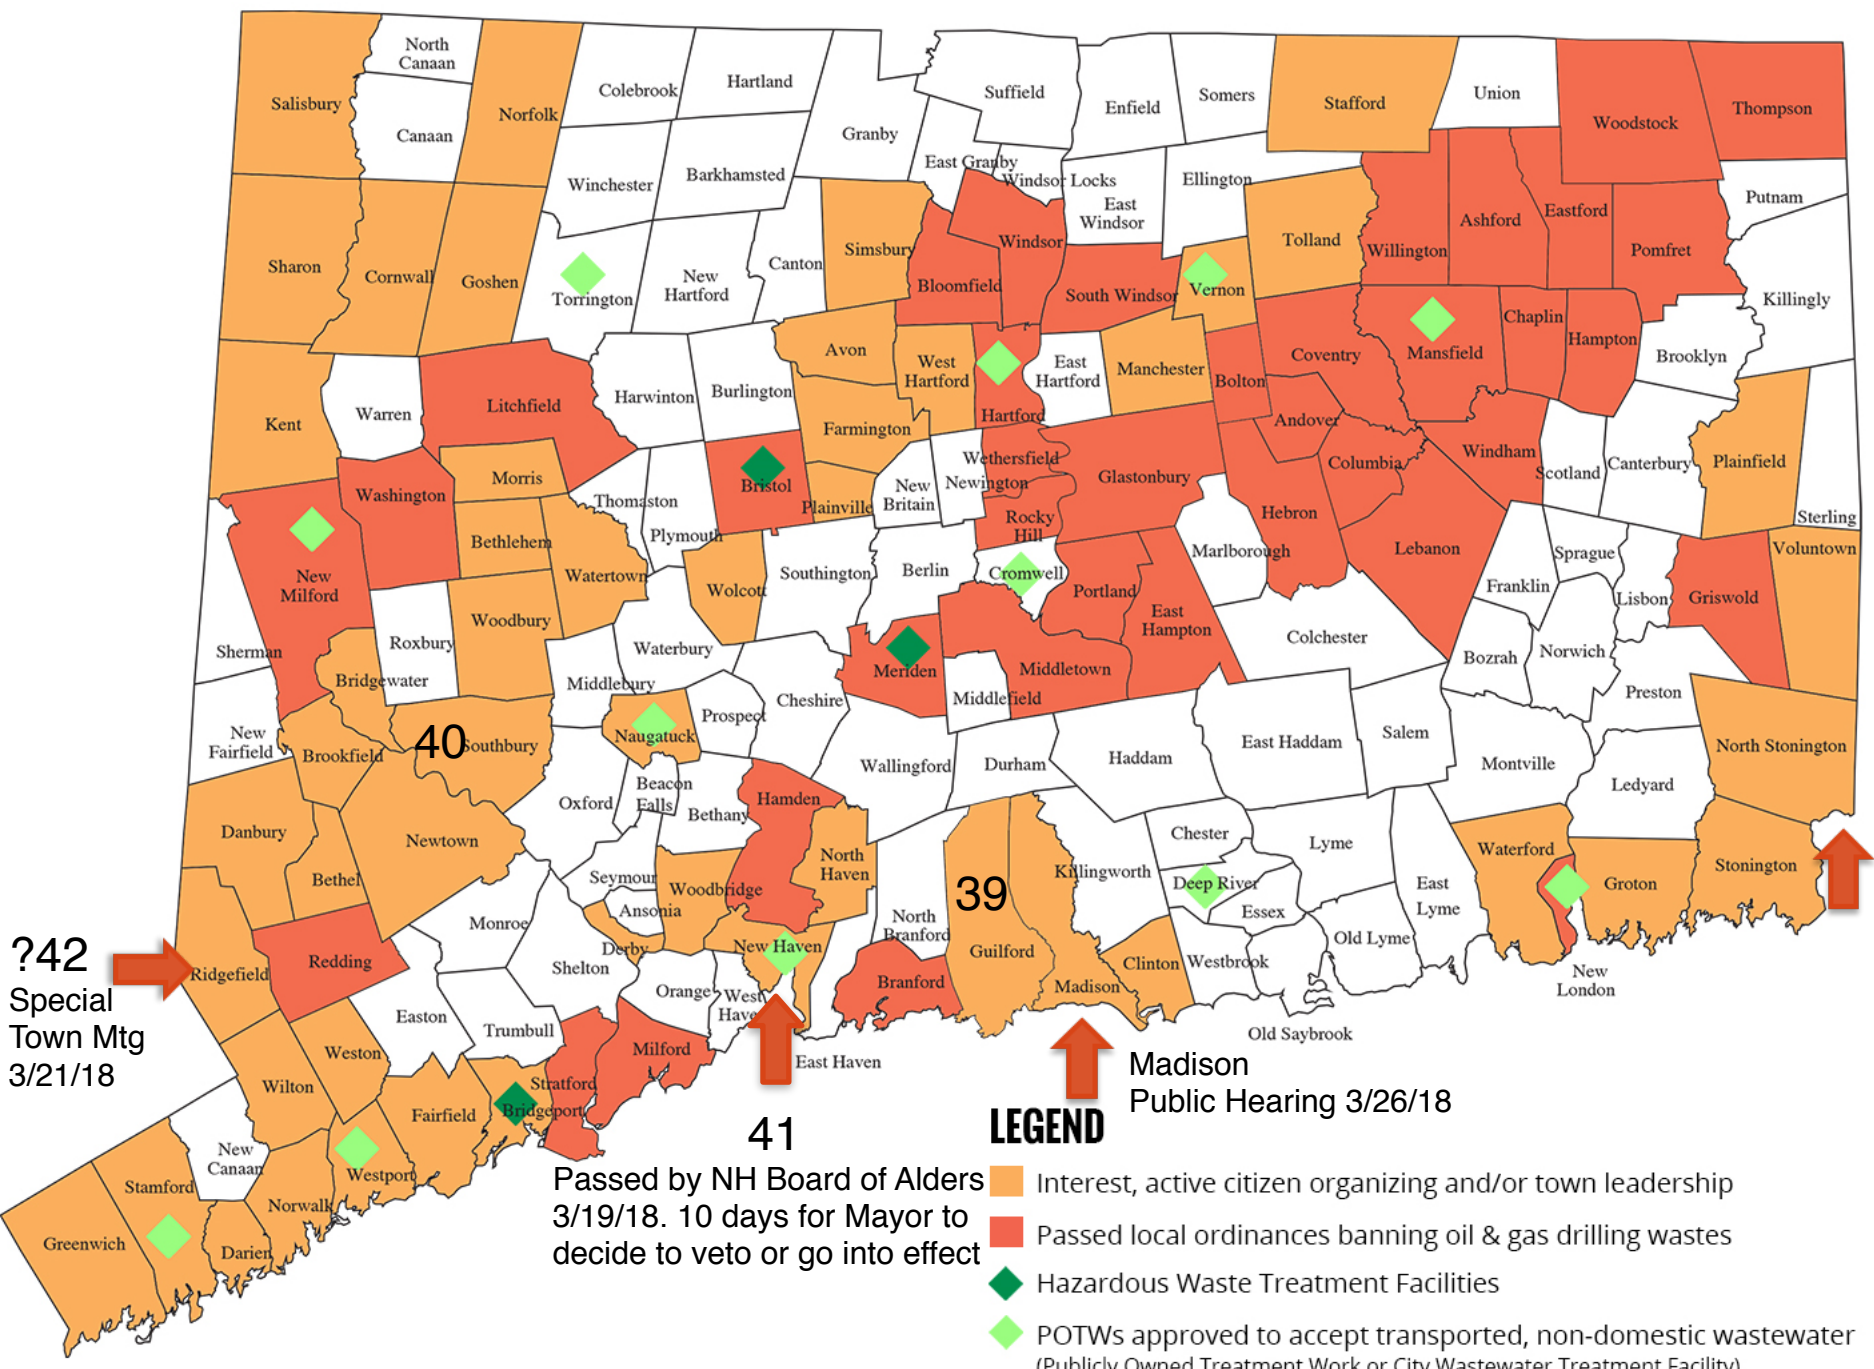 North
Canaan
Salisbury
Norfolk
Canaan
Colebrook
Hartland
Granby
Suffield
Enfield
Somers
Stafford
Union
Woodstock
Thompson
Winchester
Barkhamsted
East Granby
Windsor Locks
East
Windsor
Ellington
Tolland
Willington
Ashford
Eastford
Pomfret
Putnam
Killingly
Sharon
Cornwall
Goshen
Torrington
New
Hartford
Canton
Simsbury
Bloomfield
Windsor
South Windsor
Vernon
Kent
Warren
Litchfield
Harwinton
Burlington
Avon
West
Hartford
Hartford
East
Hartford
Manchester
Bolton
Coventry
Andover
Mansfield
Chaplin
Hampton
Brooklyn
Washington
Morris
Bethlehem
Watertown
Thomaston
Plymouth
Bristol
Farmington
Plainville
New
Britain
Newington
Wethersfield
Rocky
Hill
Glastonbury
Hebron
Columbia
Windham
Scotland
Canterbury
Plainfield
Sterling
Lebanon
Marlborough
New
Milford
Sherman
Roxbury
Woodbury
Wolcott
Southington
Berlin
Cromwell
Portland
East
Hampton
Colchester
Franklin
Sprague
Lisbon
Griswold
Voluntown
Bozrah
Norwich
Preston
Bridgewater
Waterbury
Middlebury
Meriden
Middletown
Middlefield
Cheshire
Prospect
Naugatuck
New
Fairfield
Brookfield
40
Southbury
Oxford
Beacon
Falls
Bethany
Hamden
Wallingford
Durham
Haddam
East Haddam
Salem
Montville
Ledyard
North Stonington
Danbury
Newtown
Bethel
Seymour
Ansonia
Woodbridge
North
Haven
North
Branford
39
Guilford
Killingworth
Chester
Deep River
Essex
Lyme
East
Lyme
Waterford
Groton
Stonington
Monroe
Derby
Shelton
New Haven
Orange
West
Have
Branford
Madison
Clinton
Westbrook
Old Lyme
New
London
Old Saybrook
East Haven
?42
Special
Town Mtg
3/21/18
Ridgefield
Redding
Easton
Trumbull
Milford
Stratford
Bridgeport
Weston
Wilton
Fairfield
Westport
New
Canaan
Norwalk
Stamford
Darien
Greenwich
41
Passed by NH Board of Alders
3/19/18. 10 days for Mayor to
decide to veto or go into effect
Madison
Public Hearing 3/26/18
LEGEND
Interest, active citizen organizing and/or town leadership
Passed local ordinances banning oil & gas drilling wastes
Hazardous Waste Treatment Facilities
POTWs approved to accept transported, non-domestic wastewater
(Publicly Owned Treatment Work or City Wastewater Treatment Facility)